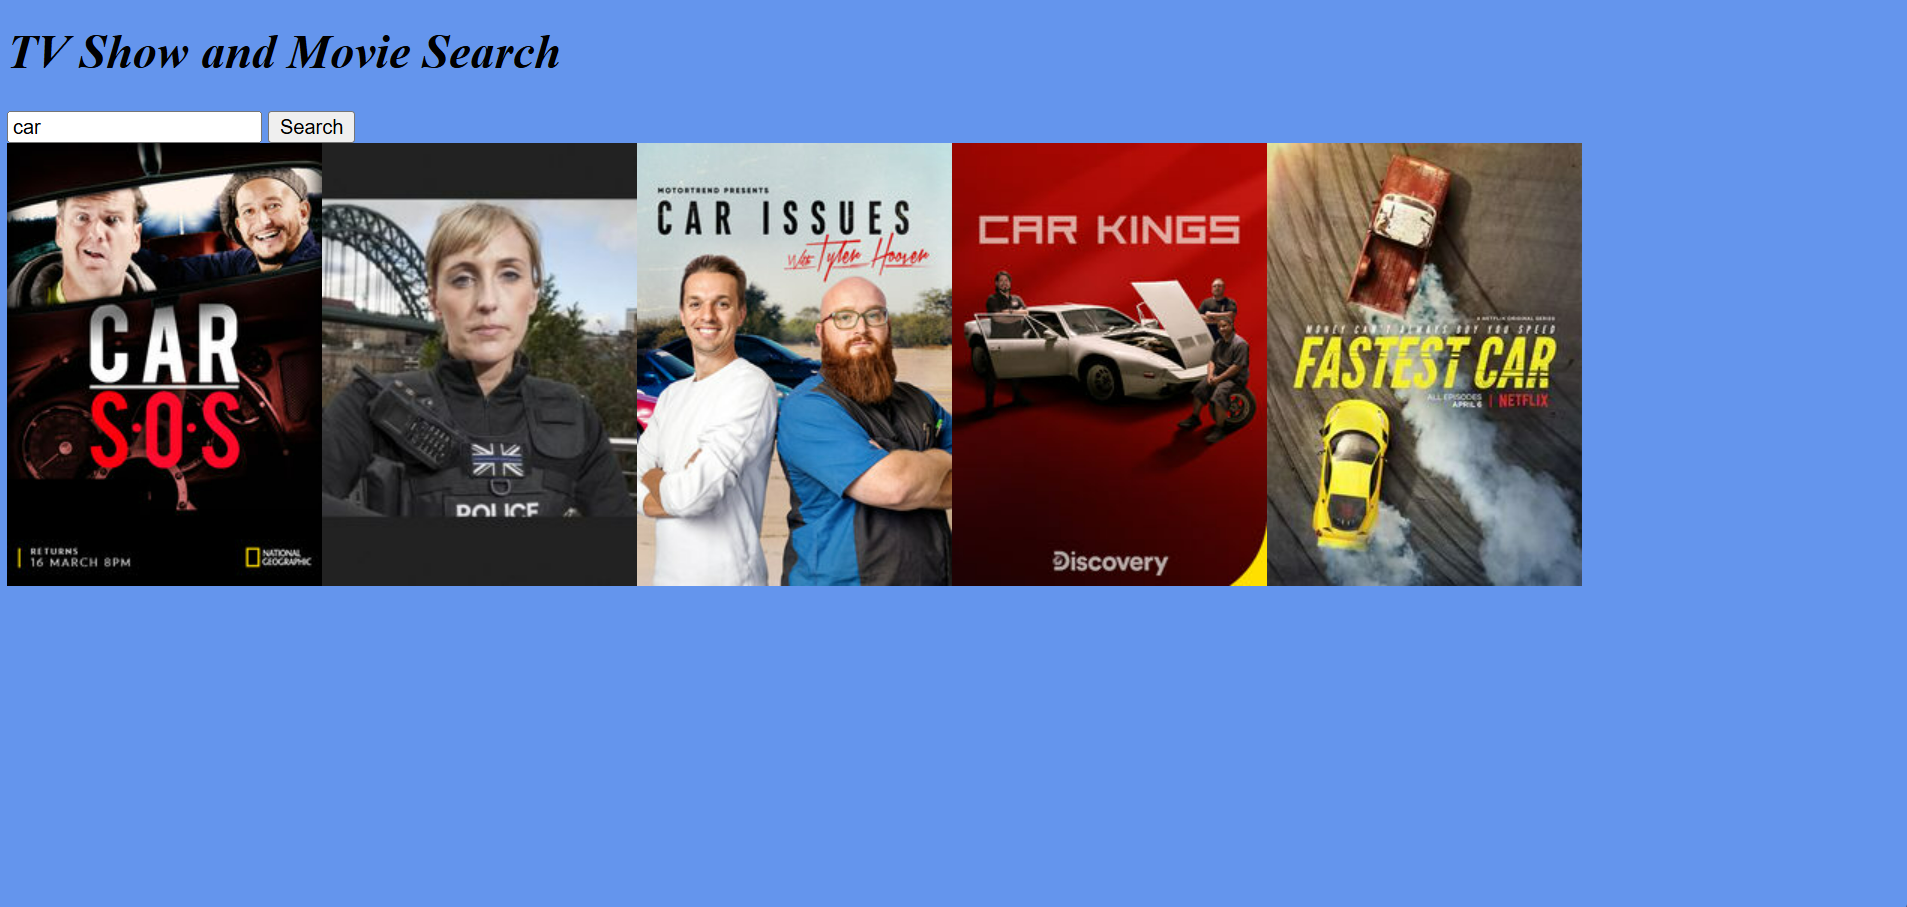 TV Show and Movie Search
car
Search
CAR
S·O·S
RETURNS
16 MARCH 8PM
NATIONAL
GEOGRAPHIC
POLICE
MOTORTREND PRESENTS
CAR ISSUES
With Tyler Hoover
CAR KINGS
Discovery
A NETFLIX ORIGINAL SERIES
MONEY CAN'T ALWAYS BUY YOU SPEED
FASTEST CAR
ALL EPISODES
APRIL 6
NETFLIX